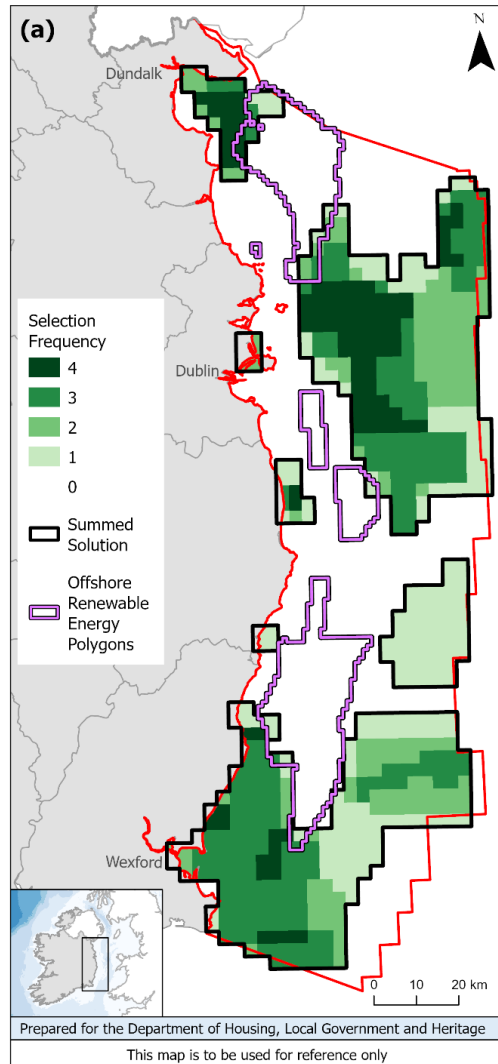 (a)
N
Dundalk
Selection
Frequency
4
3
2
1
0
Summed
Solution
Offshore
Renewable
Energy
Polygons
Dublin
Wexford
0 10 20 km
Prepared for the Department of Housing, Local Government and Heritage
This map is to be used for reference only